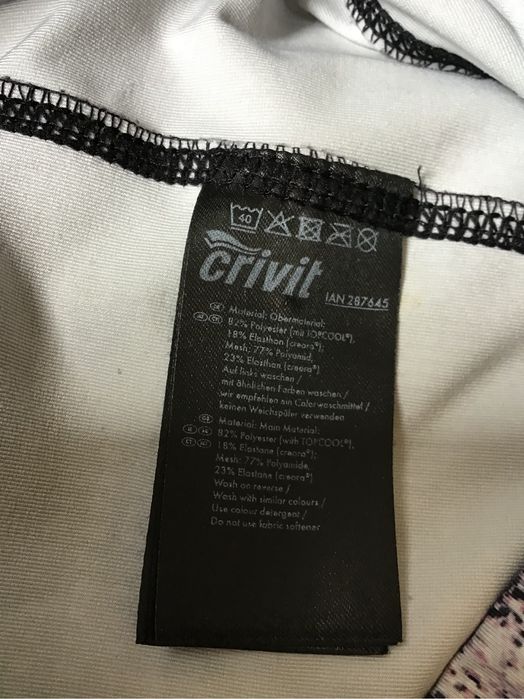 40
crivit
IAN 287645
DE Material: Obermaterial:
AT CH 82% Polyester (mit TOPCOOL®),
18% Elasthan (creora®);
Mesh: 77% Polyamid,
23% Elasthan (creora®)
Auf links waschen /
mit ähnlichen Farben waschen /
wir empfehlen ein Colorwaschmittel /
keinen Weichspüler verwenden
Material: Main Material:
82% Polyester (with TOPCOOL®),
18% Elastane (creora®);
Mesh: 77% Polyamide
23% Elastane (creora®)
Wash on reverse /
Wash with similar colours /
Use colour detergent /
Do not use fabric softener